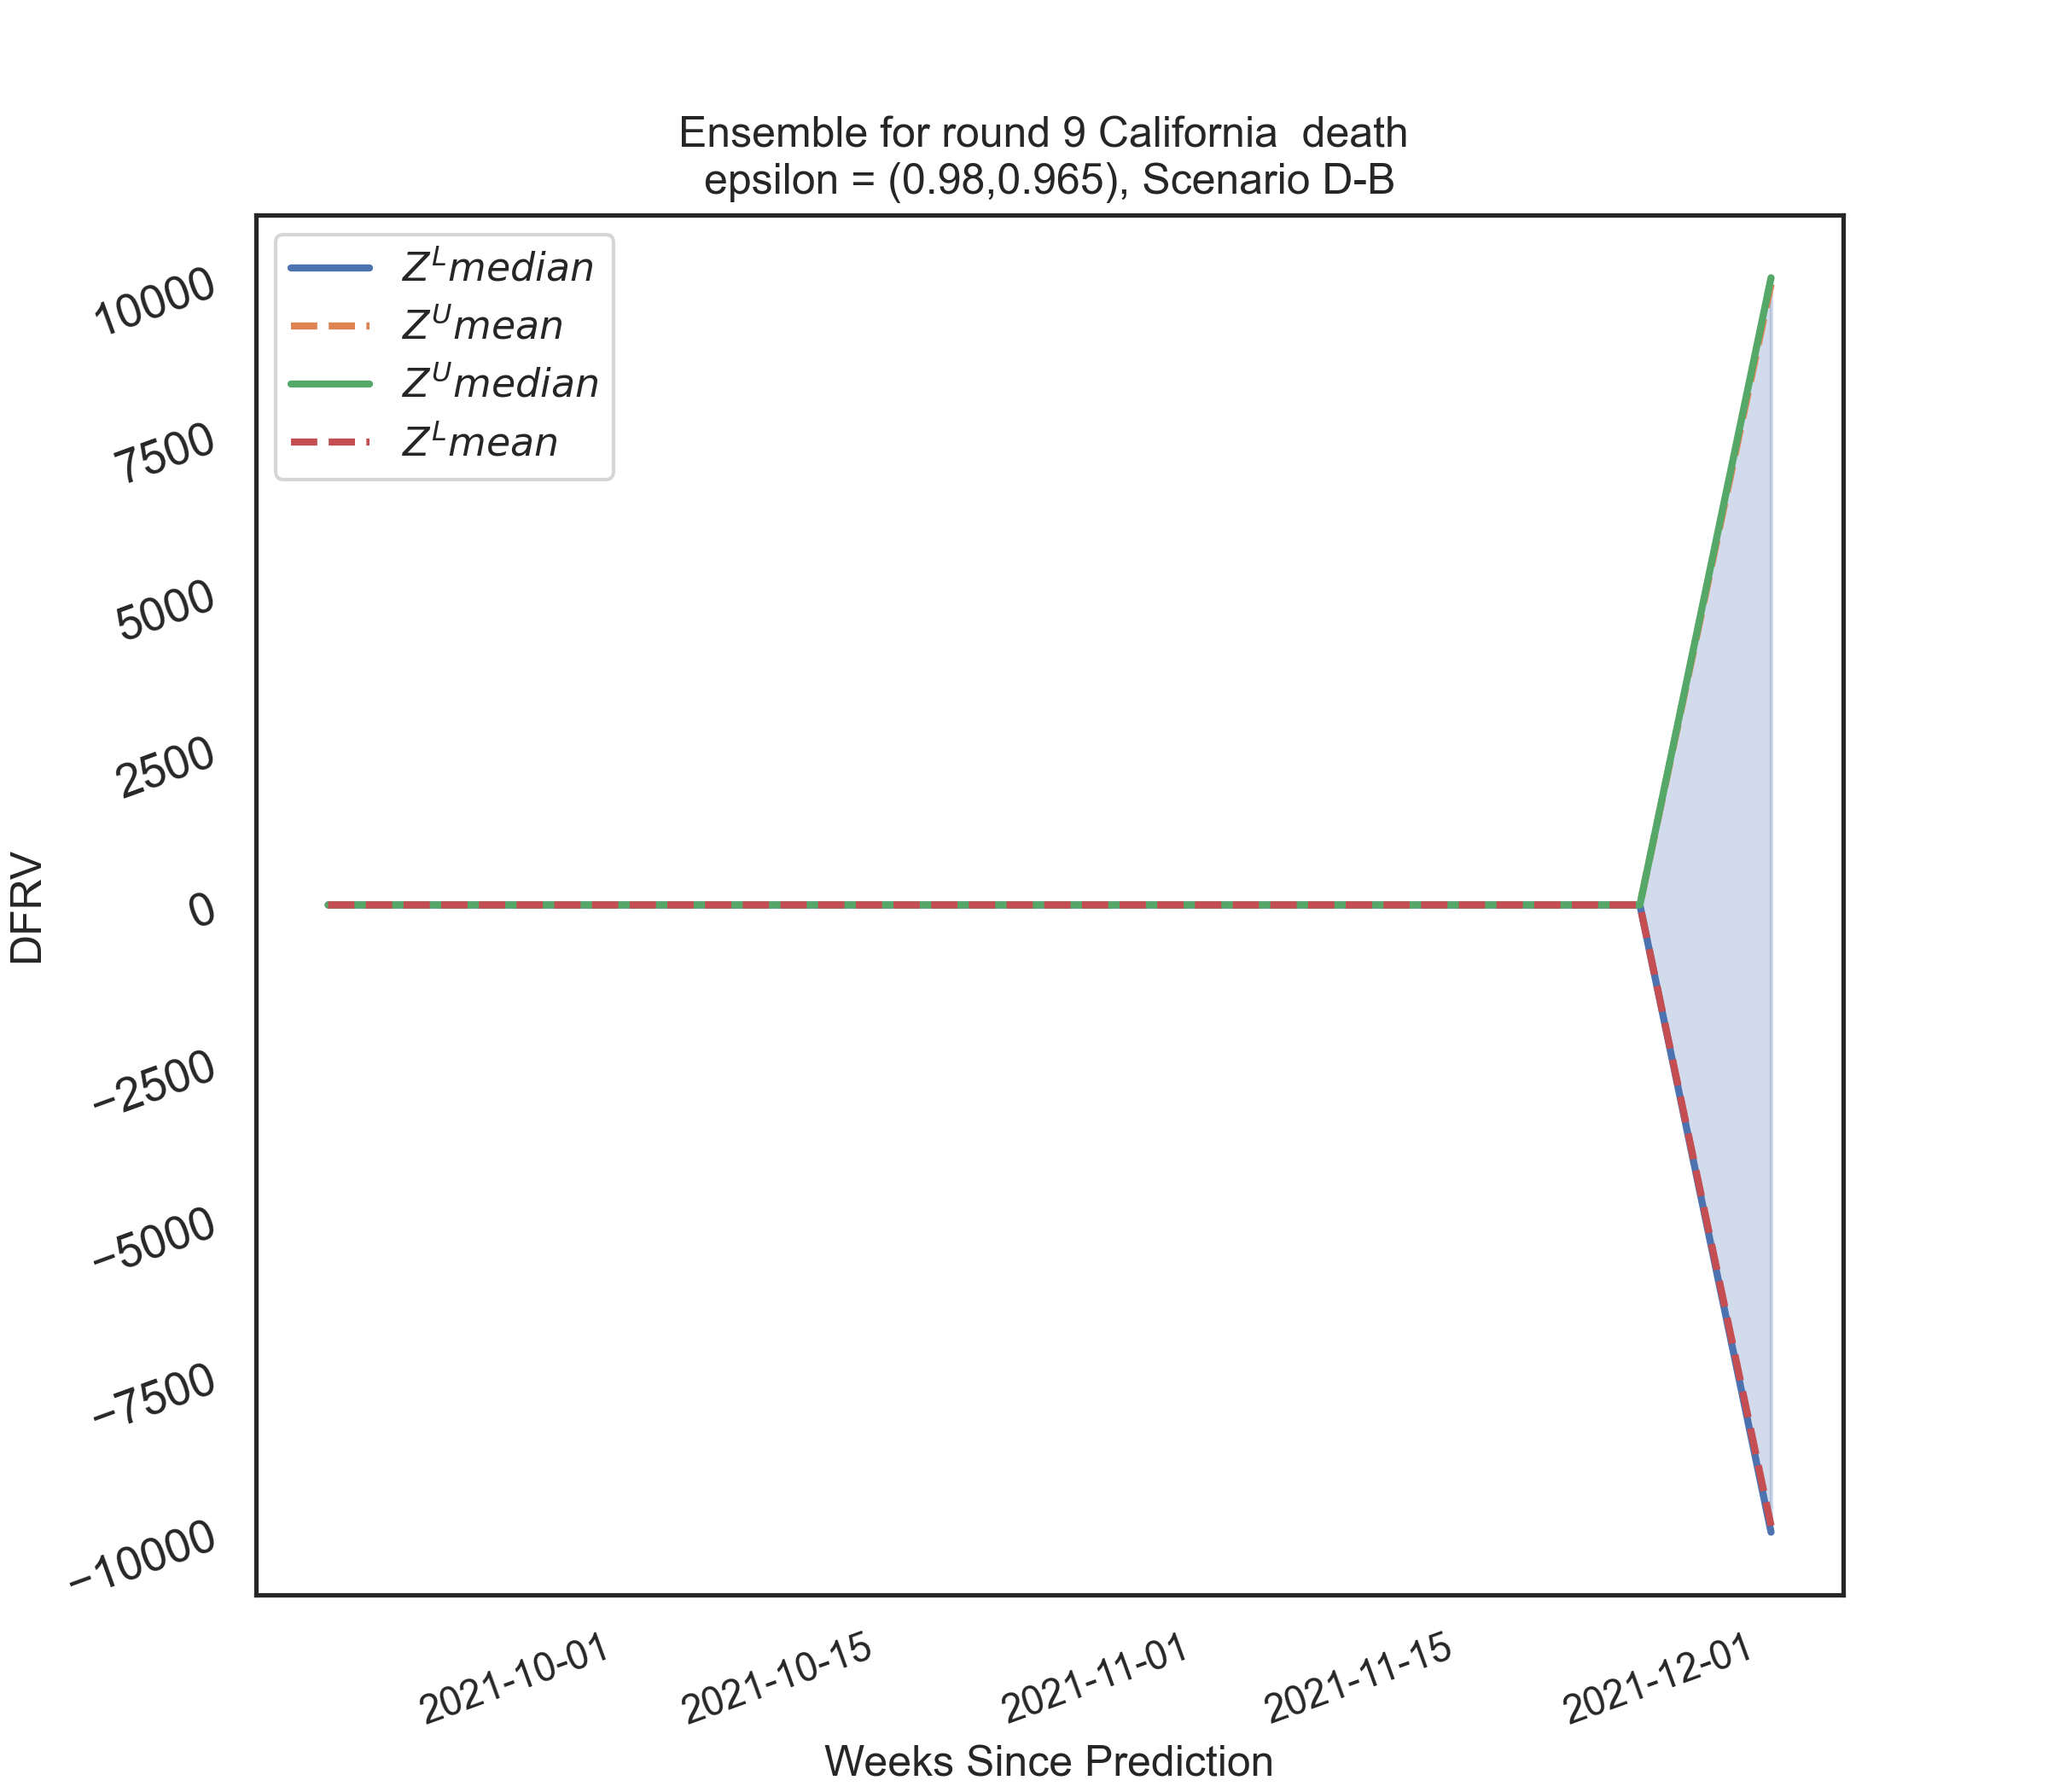 Ensemble for round 9 California  death
epsilon = (0.98,0.965), Scenario D-B
Z^L median
Z^U mean
Z^U median
Z^L mean
10000
7500
5000
2500
0
−2500
−5000
−7500
−10000
DFRV
2021-10-01
2021-10-15
2021-11-01
2021-11-15
2021-12-01
Weeks Since Prediction